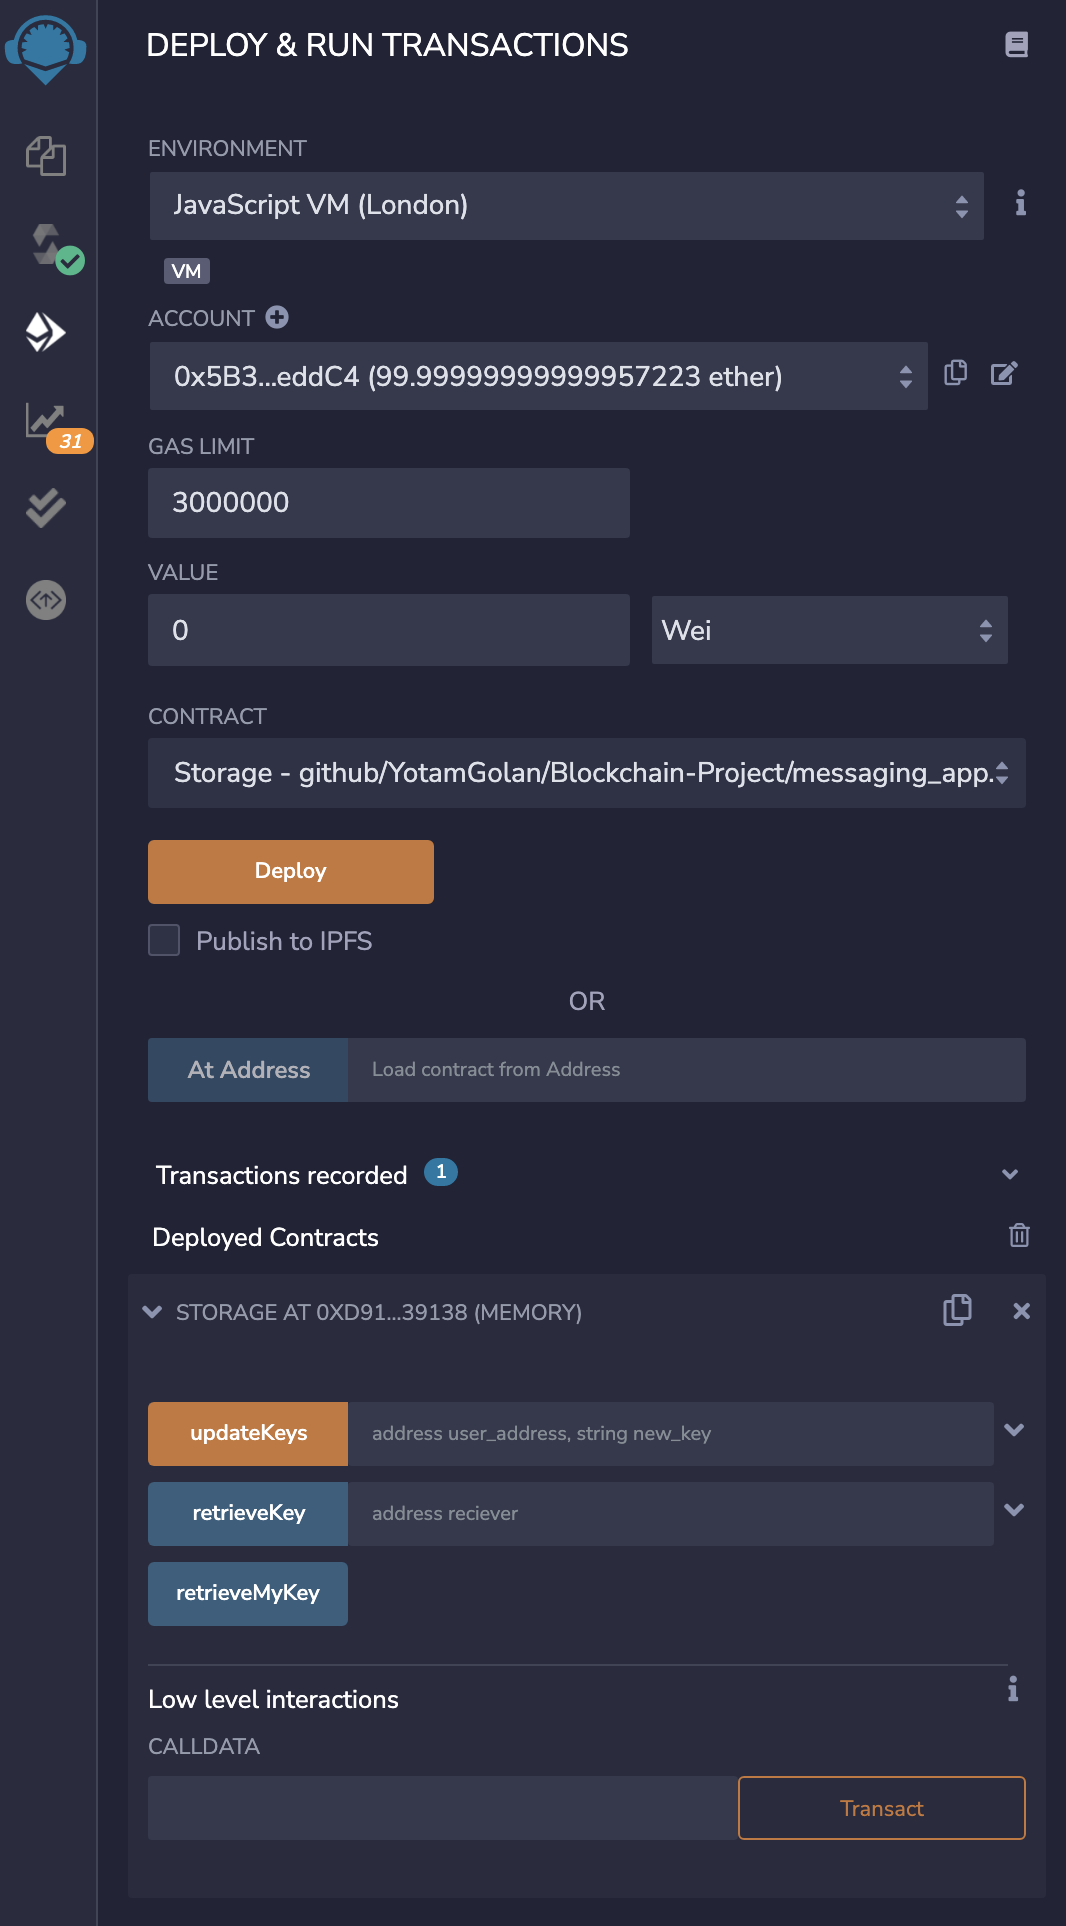 DEPLOY & RUN TRANSACTIONS
ENVIRONMENT
JavaScript VM (London)
VM
ACCOUNT
0x5B3...eddC4 (99.99999999999957223 ether)
31
GAS LIMIT
3000000
VALUE
0 Wei
CONTRACT
Storage - github/YotamGolan/Blockchain-Project/messaging_app.
Deploy
Publish to IPFS
OR
At Address Load contract from Address
Transactions recorded 1
Deployed Contracts
STORAGE AT 0XD91...39138 (MEMORY)
updateKeys address user_address, string new_key
retrieveKey address reciever
retrieveMyKey
Low level interactions
CALLDATA
Transact